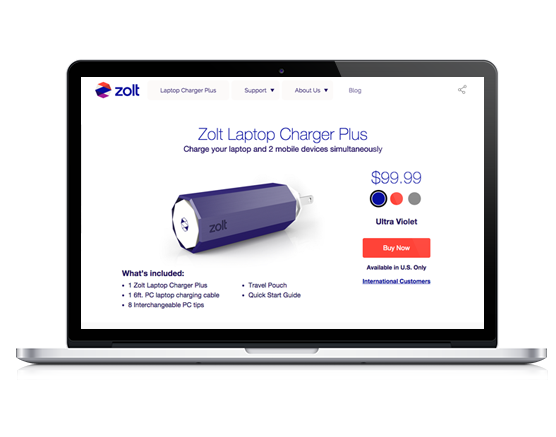 zolt
Laptop Charger Plus
Support
About Us
Blog
Zolt Laptop Charger Plus
Charge your laptop and 2 mobile devices simultaneously
zolt
$99.99
Ultra Violet
Buy Now
Available in U.S. Only
International Customers
What's included:
• 1 Zolt Laptop Charger Plus
• 1 6ft. PC laptop charging cable
• 8 Interchangeable PC tips
• Travel Pouch
• Quick Start Guide